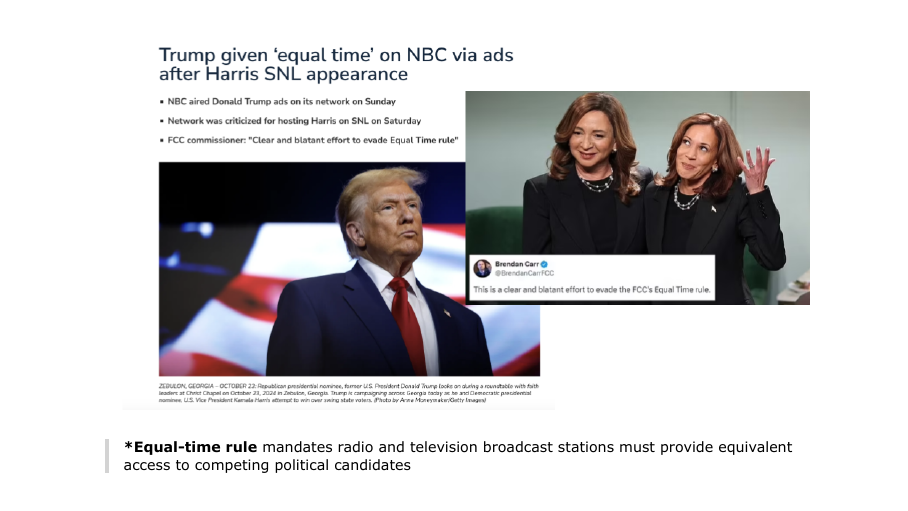 Trump given ‘equal time’ on NBC via ads
after Harris SNL appearance
▪ NBC aired Donald Trump ads on its network on Sunday
▪ Network was criticized for hosting Harris on SNL on Saturday
▪ FCC commissioner: "Clear and blatant effort to evade Equal Time rule"
Brendan Carr
@BrendanCarrFCC
This is a clear and blatant effort to evade the FCC's Equal Time rule.
ZEBULON, GEORGIA - OCTOBER 23: Republican presidential nominee, former U.S. President Donald Trump looks on during a roundtable with faith
leaders at Christ Chapel on October 23, 2024 in Zebulon, Georgia. Trump is campaigning across Georgia today as he and Democratic presidential
nominee, U.S. Vice President Kamala Harris attempt to win over swing state voters. (Photo by Anna Moneymaker/Getty Images)
*Equal-time rule mandates radio and television broadcast stations must provide equivalent
access to competing political candidates